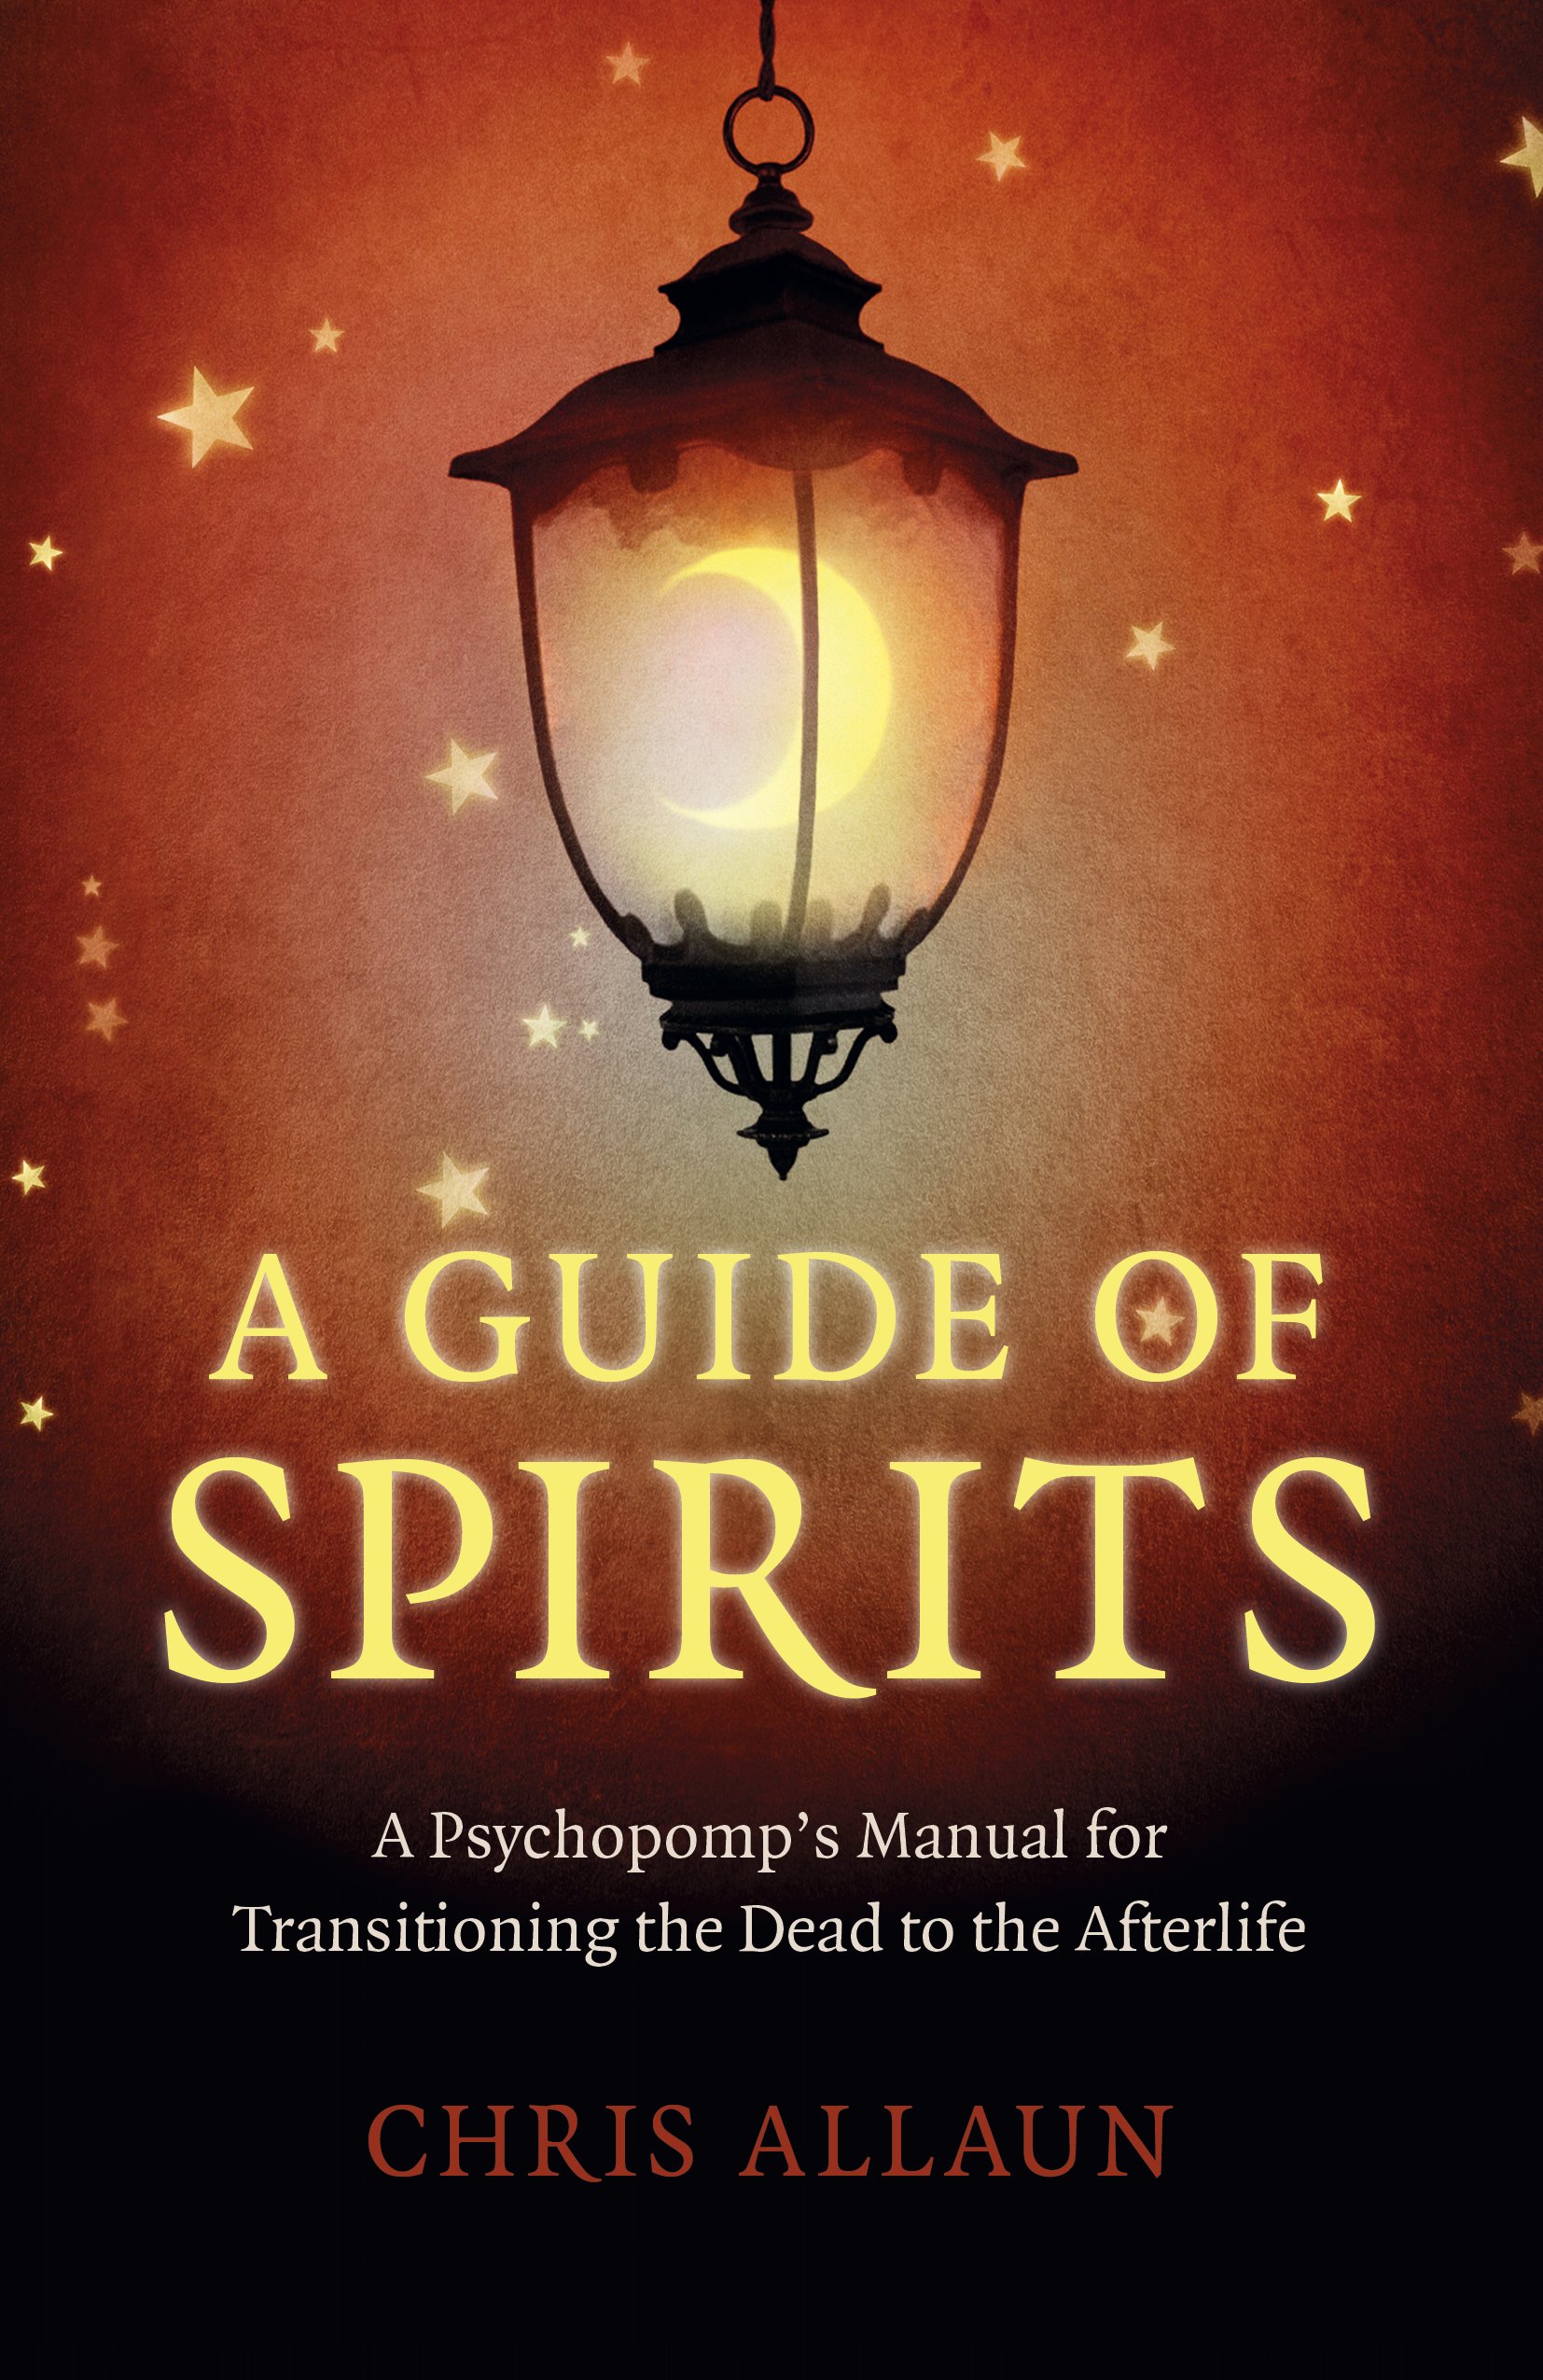 A GUIDE OF
SPIRITS
A Psychopomp’s Manual for
Transitioning the Dead to the Afterlife
CHRIS ALLAUN